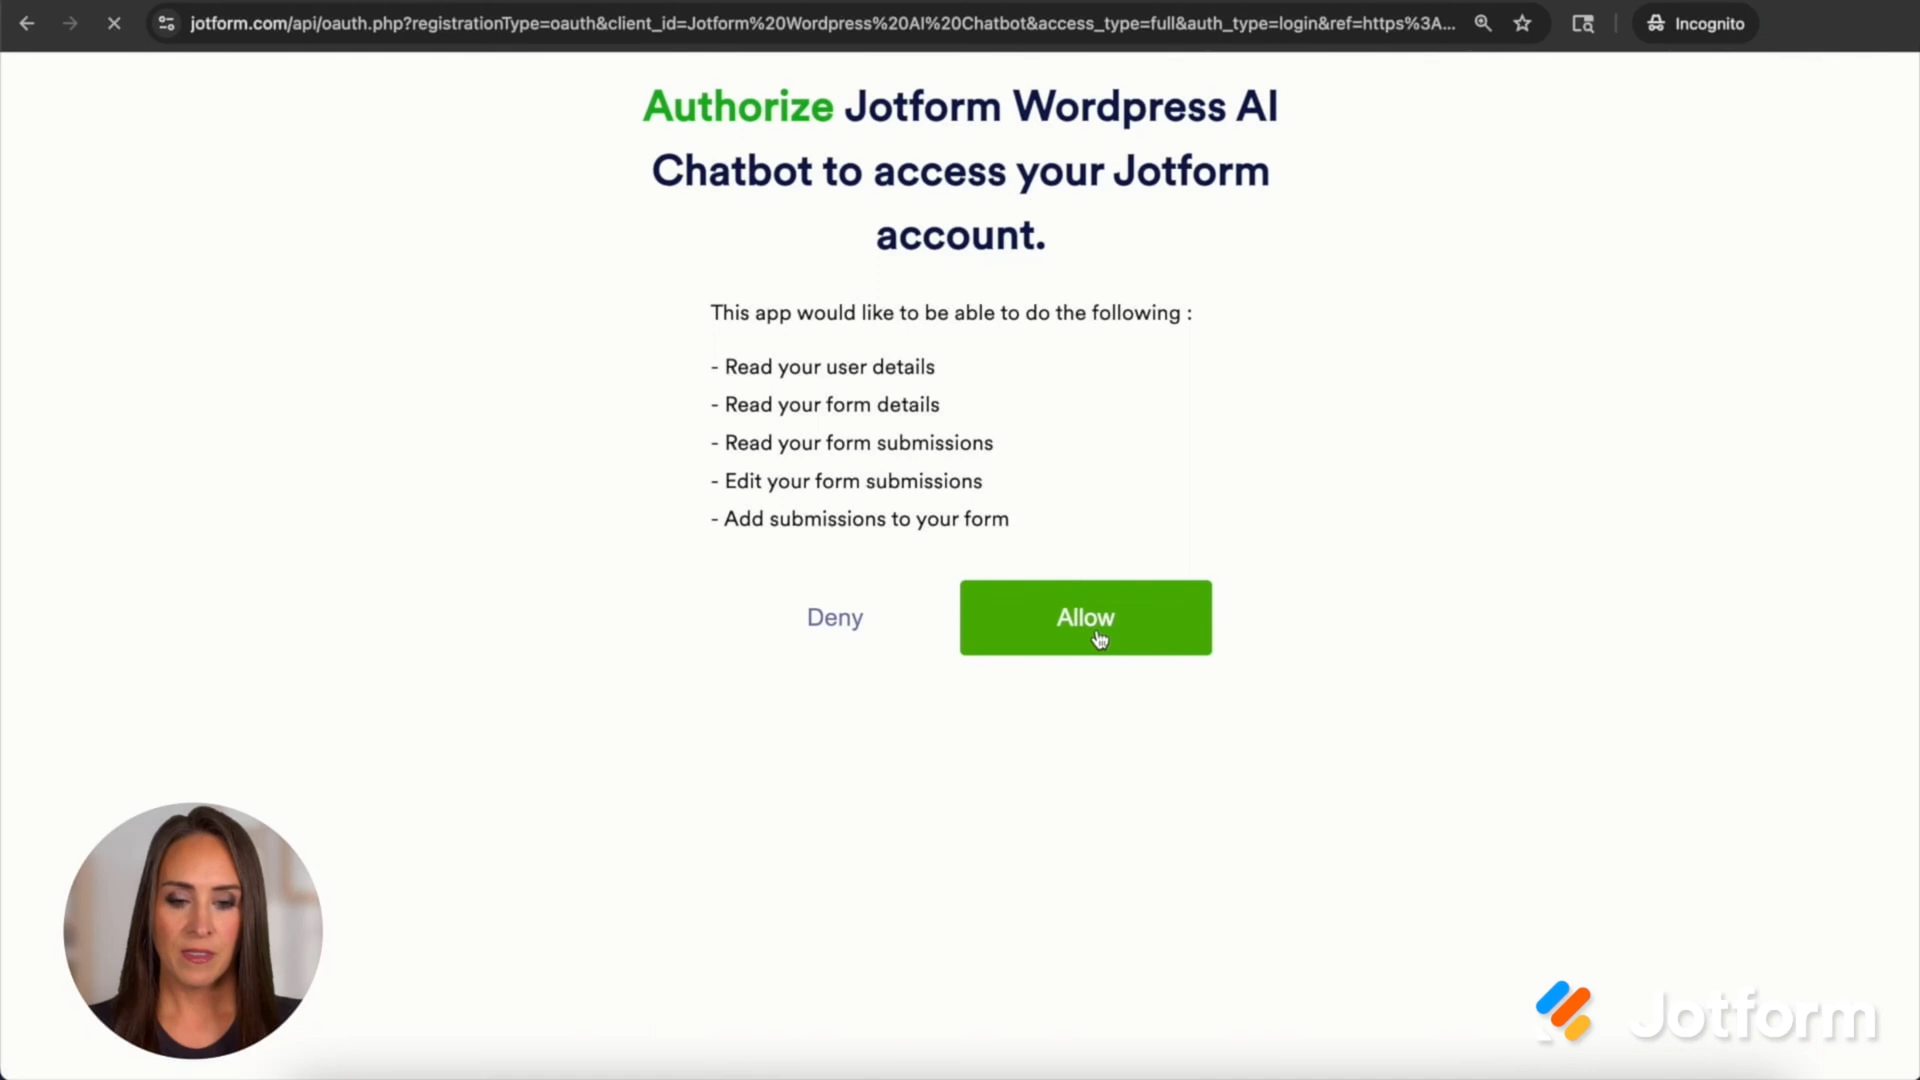 jotform.com/api/oauth.php?registrationType=oauth&client_id=Jotform%20Wordpress%20AI%20Chatbot&access_type=full&auth_type=login&ref=https%3A...
Incognito
Authorize Jotform Wordpress AI
Chatbot to access your Jotform
account.
This app would like to be able to do the following :
- Read your user details
- Read your form details
- Read your form submissions
- Edit your form submissions
- Add submissions to your form
Deny
Allow
Jotform